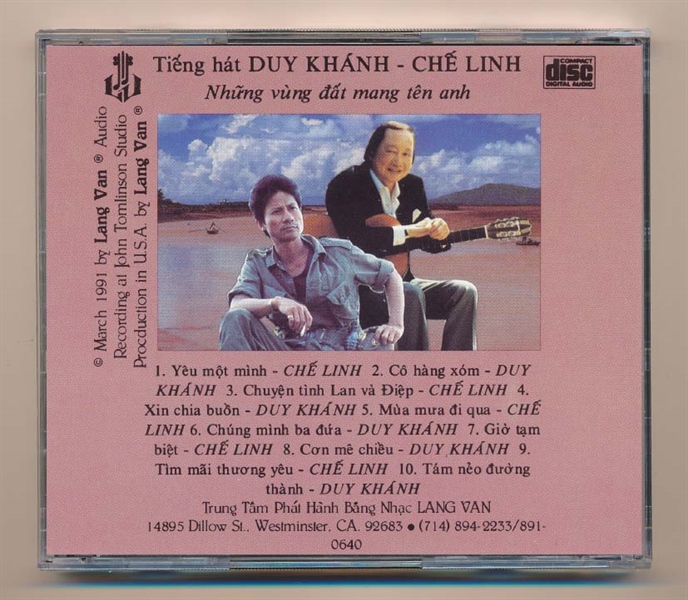 Tiếng hát DUY KHÁNH - CHẾ LINH
Những vùng đất mang tên anh
COMPACT
disc
DIGITAL AUDIO
© March 1991 by Lang Van ® Audio
Recording at John Tomlinson Studio
Procduction in U.S.A. by Lang Van ®
1. Yêu một mình - CHẾ LINH 2. Cô hàng xóm - DUY
KHÁNH 3. Chuyện tình Lan và Điệp - CHẾ LINH 4.
Xin chia buồn - DUY KHÁNH 5. Mùa mưa đi qua - CHẾ
LINH 6. Chúng mình ba đứa - DUY KHÁNH 7. Giờ tạm
biệt - CHẾ LINH 8. Cơn mê chiều - DUY KHÁNH 9.
Tìm mãi thương yêu - CHẾ LINH 10. Tám nẻo đường
thành - DUY KHÁNH
Trung Tâm Phát Hành Băng Nhạc LANG VAN
14895 Dillow St., Westminster, CA. 92683 ● (714) 894-2233/891-
0640